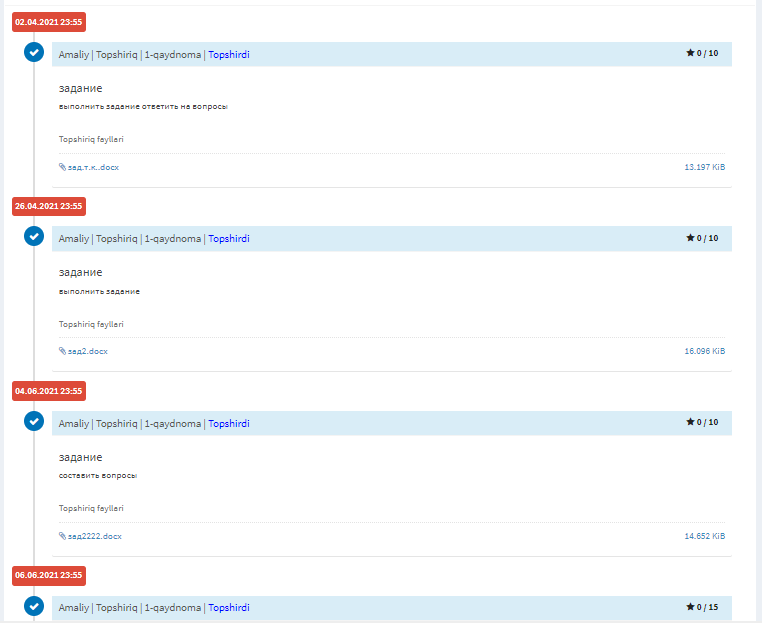 02.04.2021 23:55
Amaliy | Topshiriq | 1-qaydnoma | Topshirdi ★ 0 / 10
задание
выполнить задание ответить на вопросы
Topshiriq fayllari
зад.т.к..docx 13.197 KiB
26.04.2021 23:55
Amaliy | Topshiriq | 1-qaydnoma | Topshirdi ★ 0 / 10
задание
выполнить задание
Topshiriq fayllari
зад2.docx 16.096 KiB
04.06.2021 23:55
Amaliy | Topshiriq | 1-qaydnoma | Topshirdi ★ 0 / 10
задание
составить вопросы
Topshiriq fayllari
зад2222.docx 14.652 KiB
06.06.2021 23:55
Amaliy | Topshiriq | 1-qaydnoma | Topshirdi ★ 0 / 15